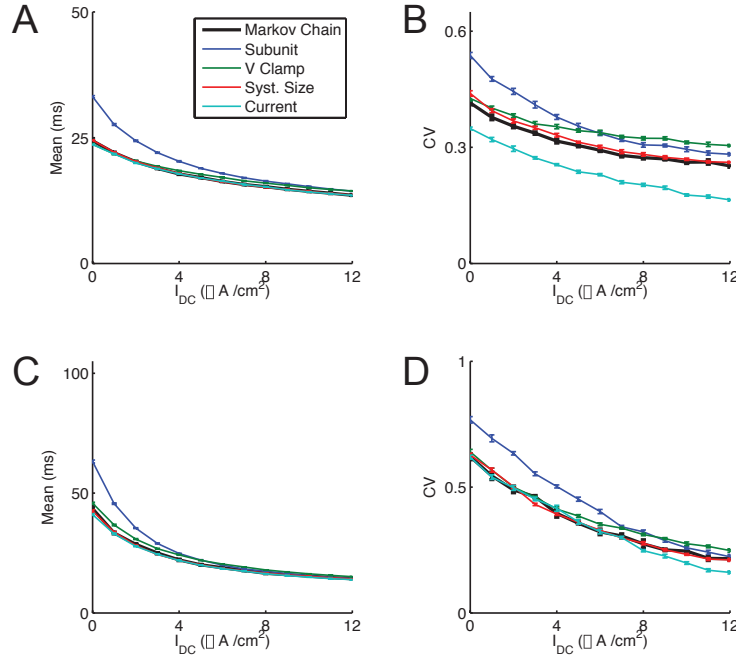 A
50
25
0
Mean (ms)
0 4 8 12
I_DC (▯ A /cm²)
Markov Chain
Subunit
V Clamp
Syst. Size
Current
B
0.6
0.3
0
CV
0 4 8 12
I_DC (▯ A /cm²)
C
100
50
0
Mean (ms)
0 4 8 12
I_DC (▯ A /cm²)
D
1
0.5
0
CV
0 4 8 12
I_DC (▯ A /cm²)